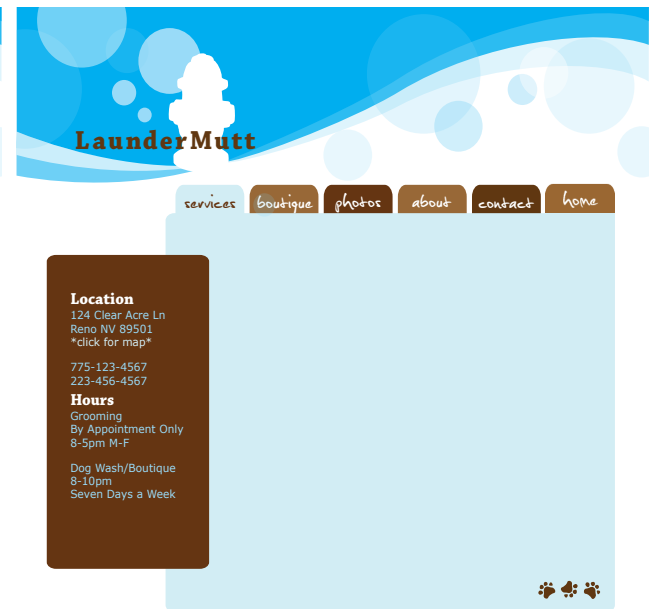 LaunderMutt
services boutique photos about contact home
Location
124 Clear Acre Ln
Reno NV 89501
*click for map*
775-123-4567
223-456-4567
Hours
Grooming
By Appointment Only
8-5pm M-F
Dog Wash/Boutique
8-10pm
Seven Days a Week